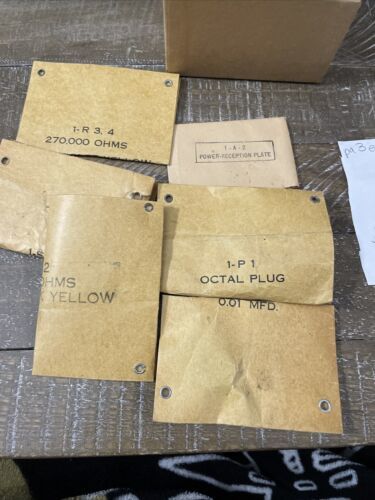 1-R 3, 4
270,000 OHMS
1-A-2
POWER-RECEPTION PLATE
1-P 1
OCTAL PLUG
2
OHMS
YELLOW
0.01 MFD.